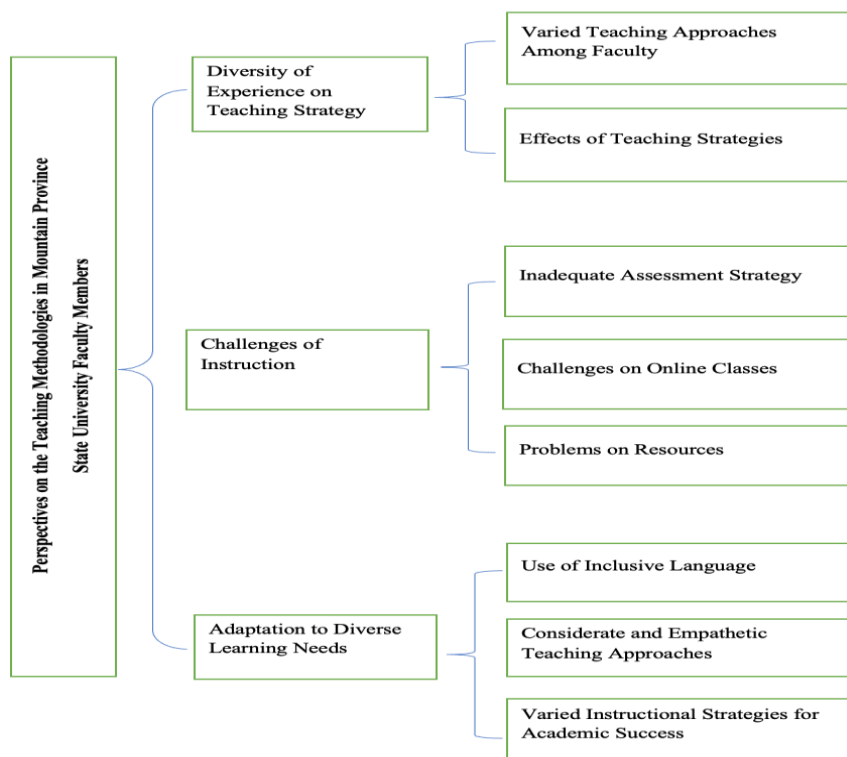 Perspectives on the Teaching Methodologies in Mountain Province
State University Faculty Members
Diversity of
Experience on
Teaching Strategy
Varied Teaching Approaches
Among Faculty
Effects of Teaching Strategies
Challenges of
Instruction
Inadequate Assessment Strategy
Challenges on Online Classes
Problems on Resources
Adaptation to Diverse
Learning Needs
Use of Inclusive Language
Considerate and Empathetic
Teaching Approaches
Varied Instructional Strategies for
Academic Success